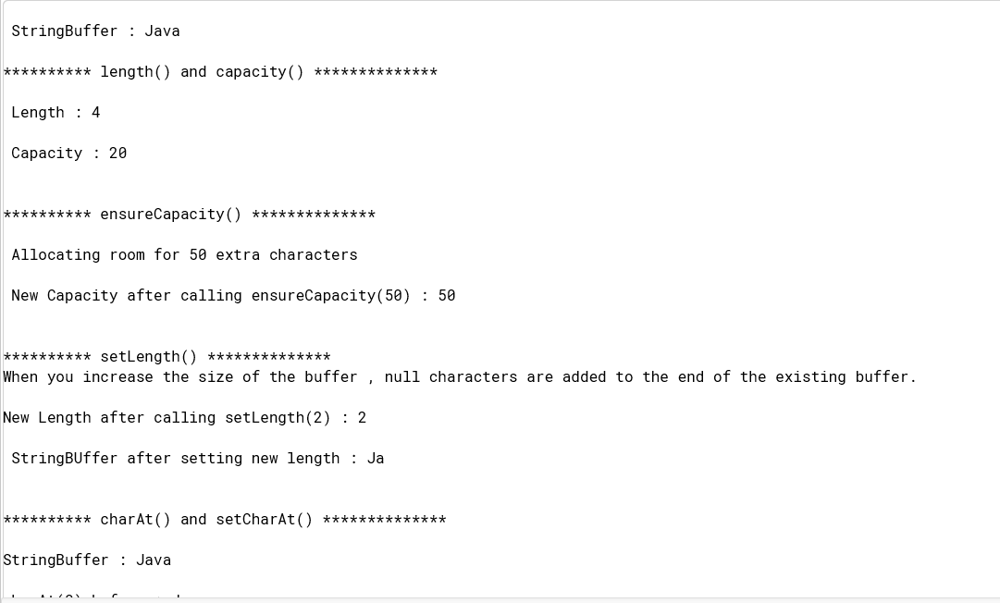 StringBuffer : Java
********** length() and capacity() **************
Length : 4
Capacity : 20
********** ensureCapacity() **************
Allocating room for 50 extra characters
New Capacity after calling ensureCapacity(50) : 50
********** setLength() **************
When you increase the size of the buffer , null characters are added to the end of the existing buffer.
New Length after calling setLength(2) : 2
StringBUffer after setting new length : Ja
********** charAt() and setCharAt() **************
StringBuffer : Java